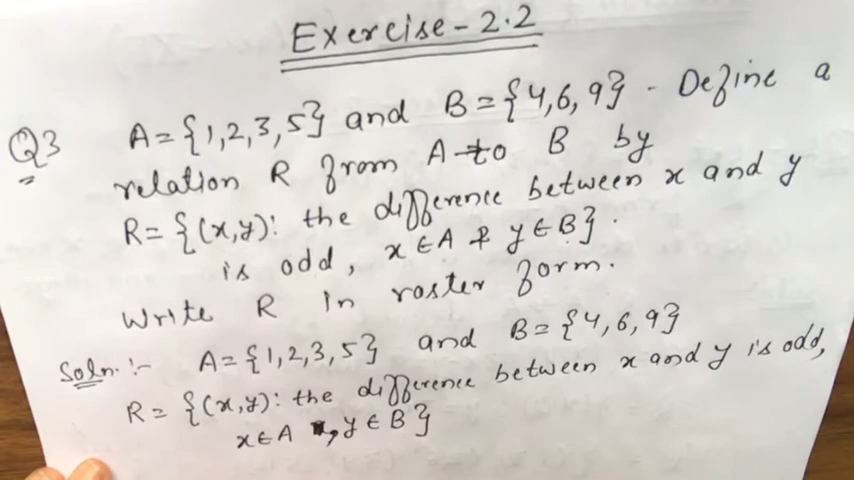 Exercise-2.2
Q3 A={1,2,3,5} and B={4,6,9}. Define a
relation R from A to B by
R={(x,y): the difference between x and y
is odd, x∈A & y∈B}.
Write R in roster form.
Soln.:- A={1,2,3,5} and B={4,6,9}
R={(x,y): the difference between x and y is odd,
x∈A , y∈B}